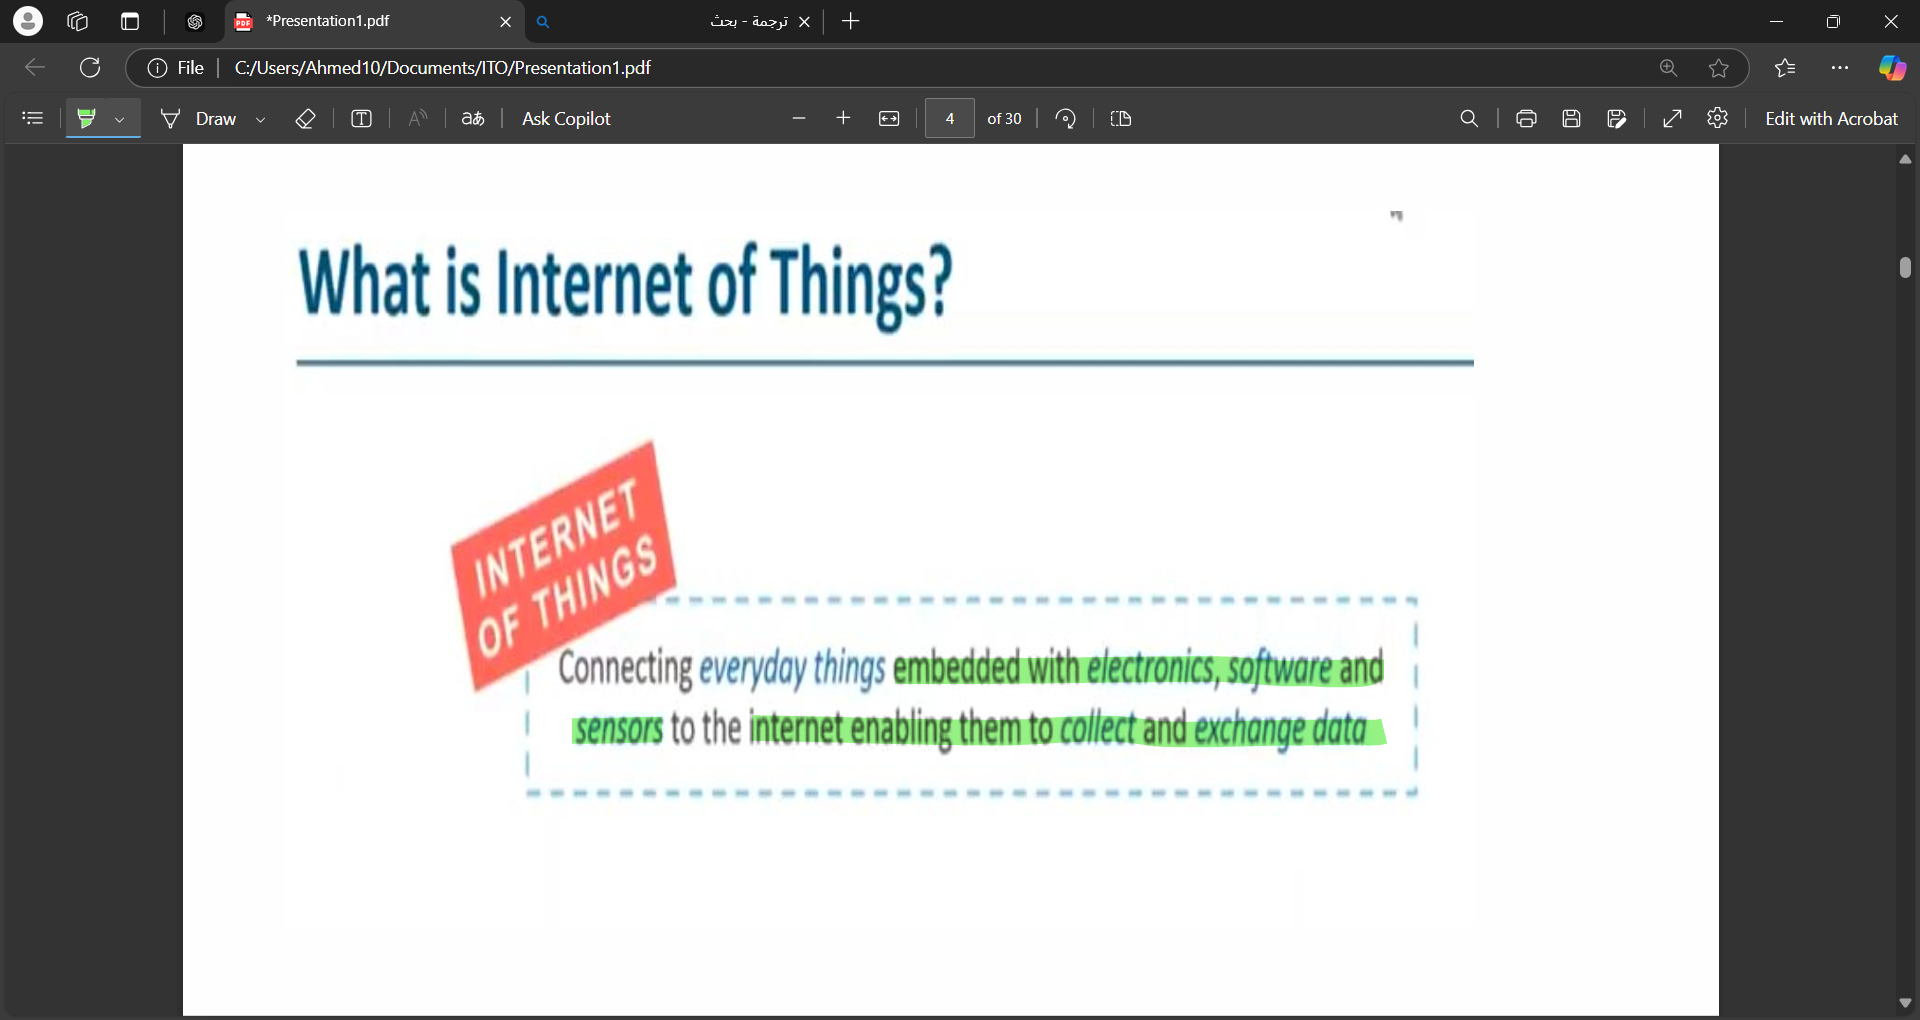 *Presentation1.pdf
ترجمة - بحث
File
C:/Users/Ahmed10/Documents/ITO/Presentation1.pdf
Draw
Ask Copilot
4 of 30
Edit with Acrobat
What is Internet of Things?
INTERNET
OF THINGS
Connecting everyday things embedded with electronics, software and
sensors to the internet enabling them to collect and exchange data